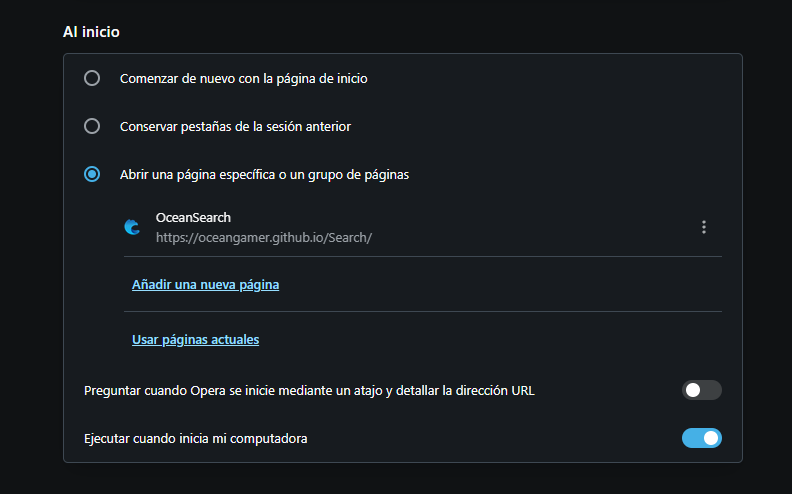 Al inicio
Comenzar de nuevo con la página de inicio
Conservar pestañas de la sesión anterior
Abrir una página específica o un grupo de páginas
OceanSearch
https://oceangamer.github.io/Search/
Añadir una nueva página
Usar páginas actuales
Preguntar cuando Opera se inicie mediante un atajo y detallar la dirección URL
Ejecutar cuando inicia mi computadora